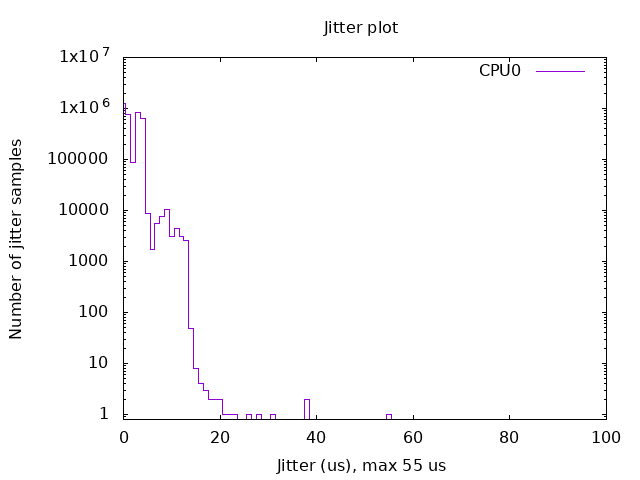 Jitter plot
CPU0
Number of jitter samples
1x10^7
1x10^6
100000
10000
1000
100
10
1
0 20 40 60 80 100
Jitter (us), max 55 us